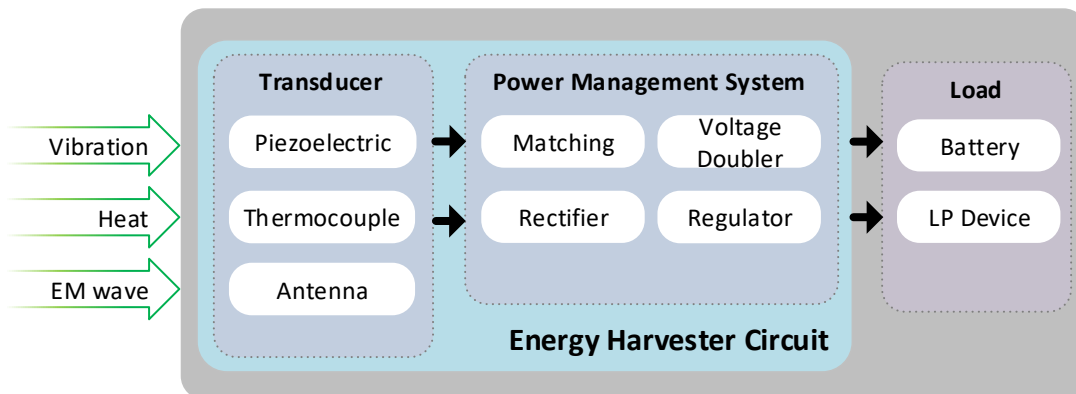 Vibration
Heat
EM wave
Transducer
Piezoelectric
Thermocouple
Antenna
Power Management System
Matching
Voltage
Doubler
Rectifier
Regulator
Energy Harvester Circuit
Load
Battery
LP Device